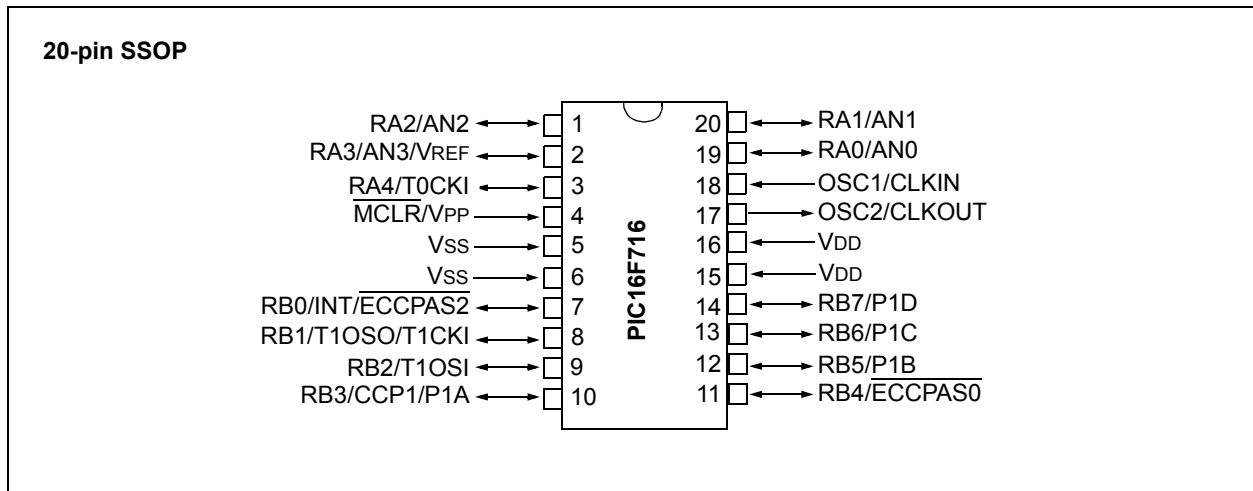 20-pin SSOP
RA2/AN2
RA3/AN3/VREF
RA4/T0CKI
MCLR/VPP
VSS
VSS
RB0/INT/ECCPAS2
RB1/T1OSO/T1CKI
RB2/T1OSI
RB3/CCP1/P1A
1
2
3
4
5
6
7
8
9
10
PIC16F716
20
19
18
17
16
15
14
13
12
11
RA1/AN1
RA0/AN0
OSC1/CLKIN
OSC2/CLKOUT
VDD
VDD
RB7/P1D
RB6/P1C
RB5/P1B
RB4/ECCPAS0